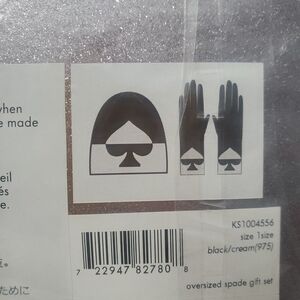 when
e made
eil
és
e.
ために
KS1004556
size 1size
black/cream(975)
7 22947 82780 8
oversized spade gift set